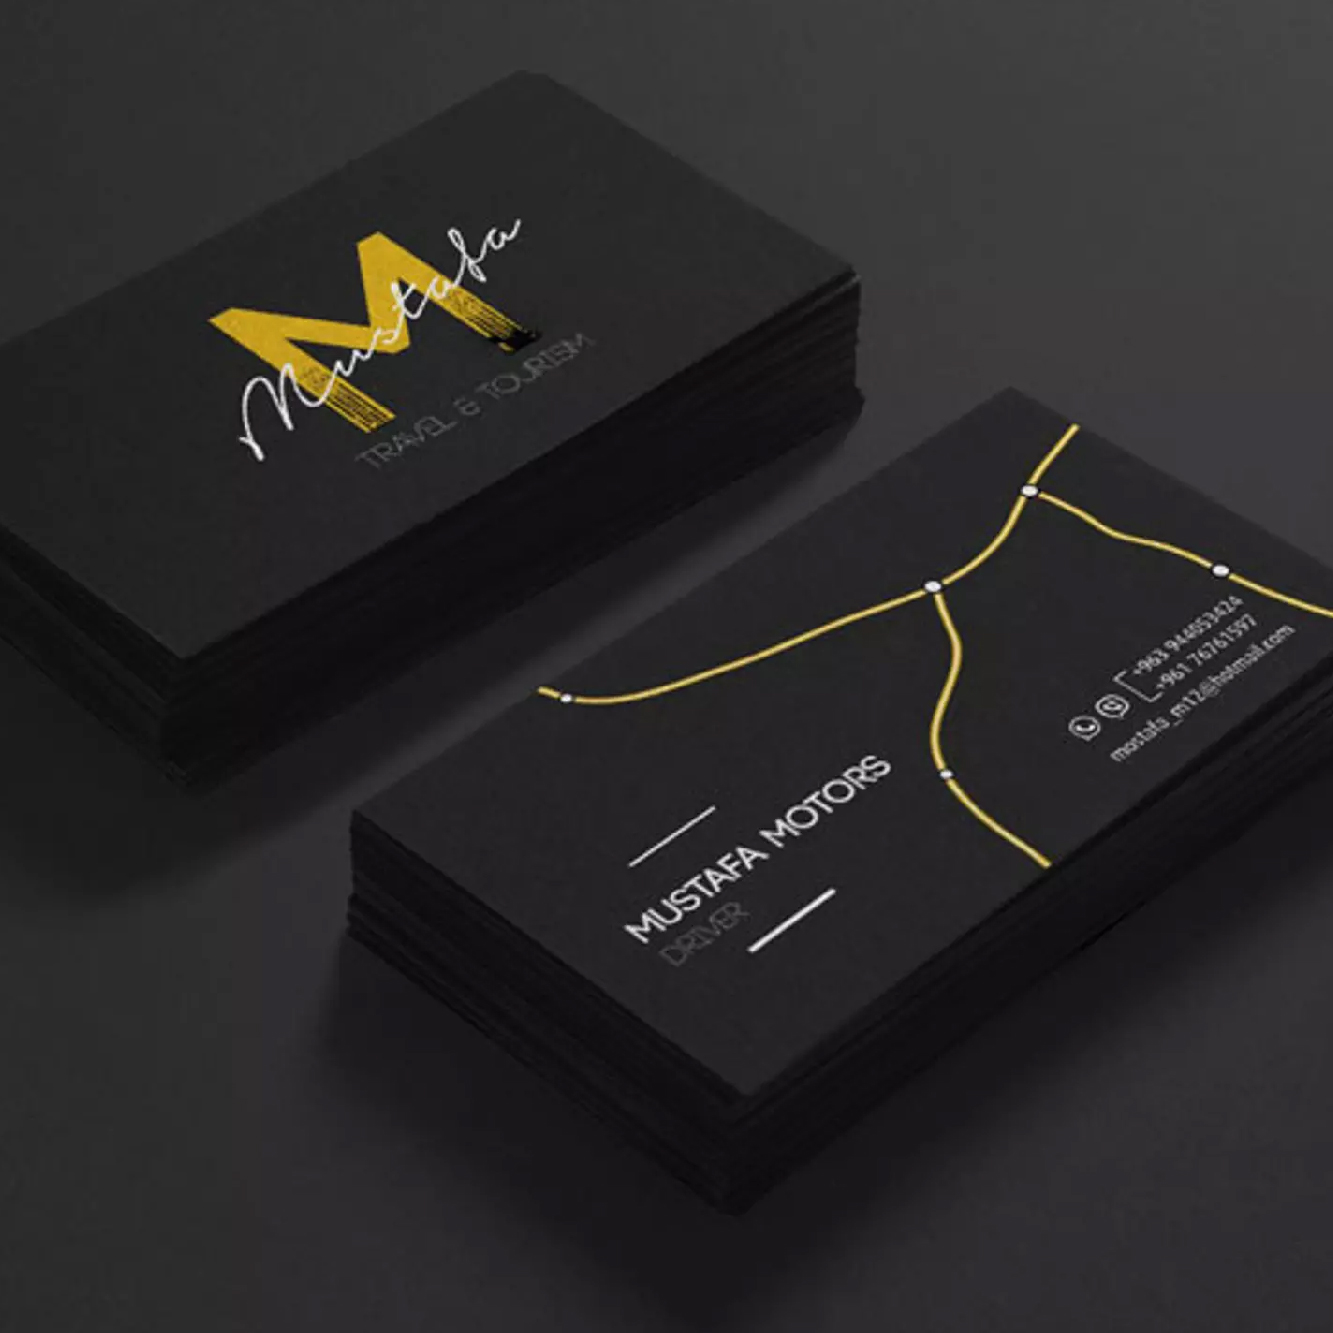 Mustafa
TRAVEL & TOURISM
MUSTAFA MOTORS
DRIVER
+963 944053424
+961 76761597
mostafa_m12@hotmail.com